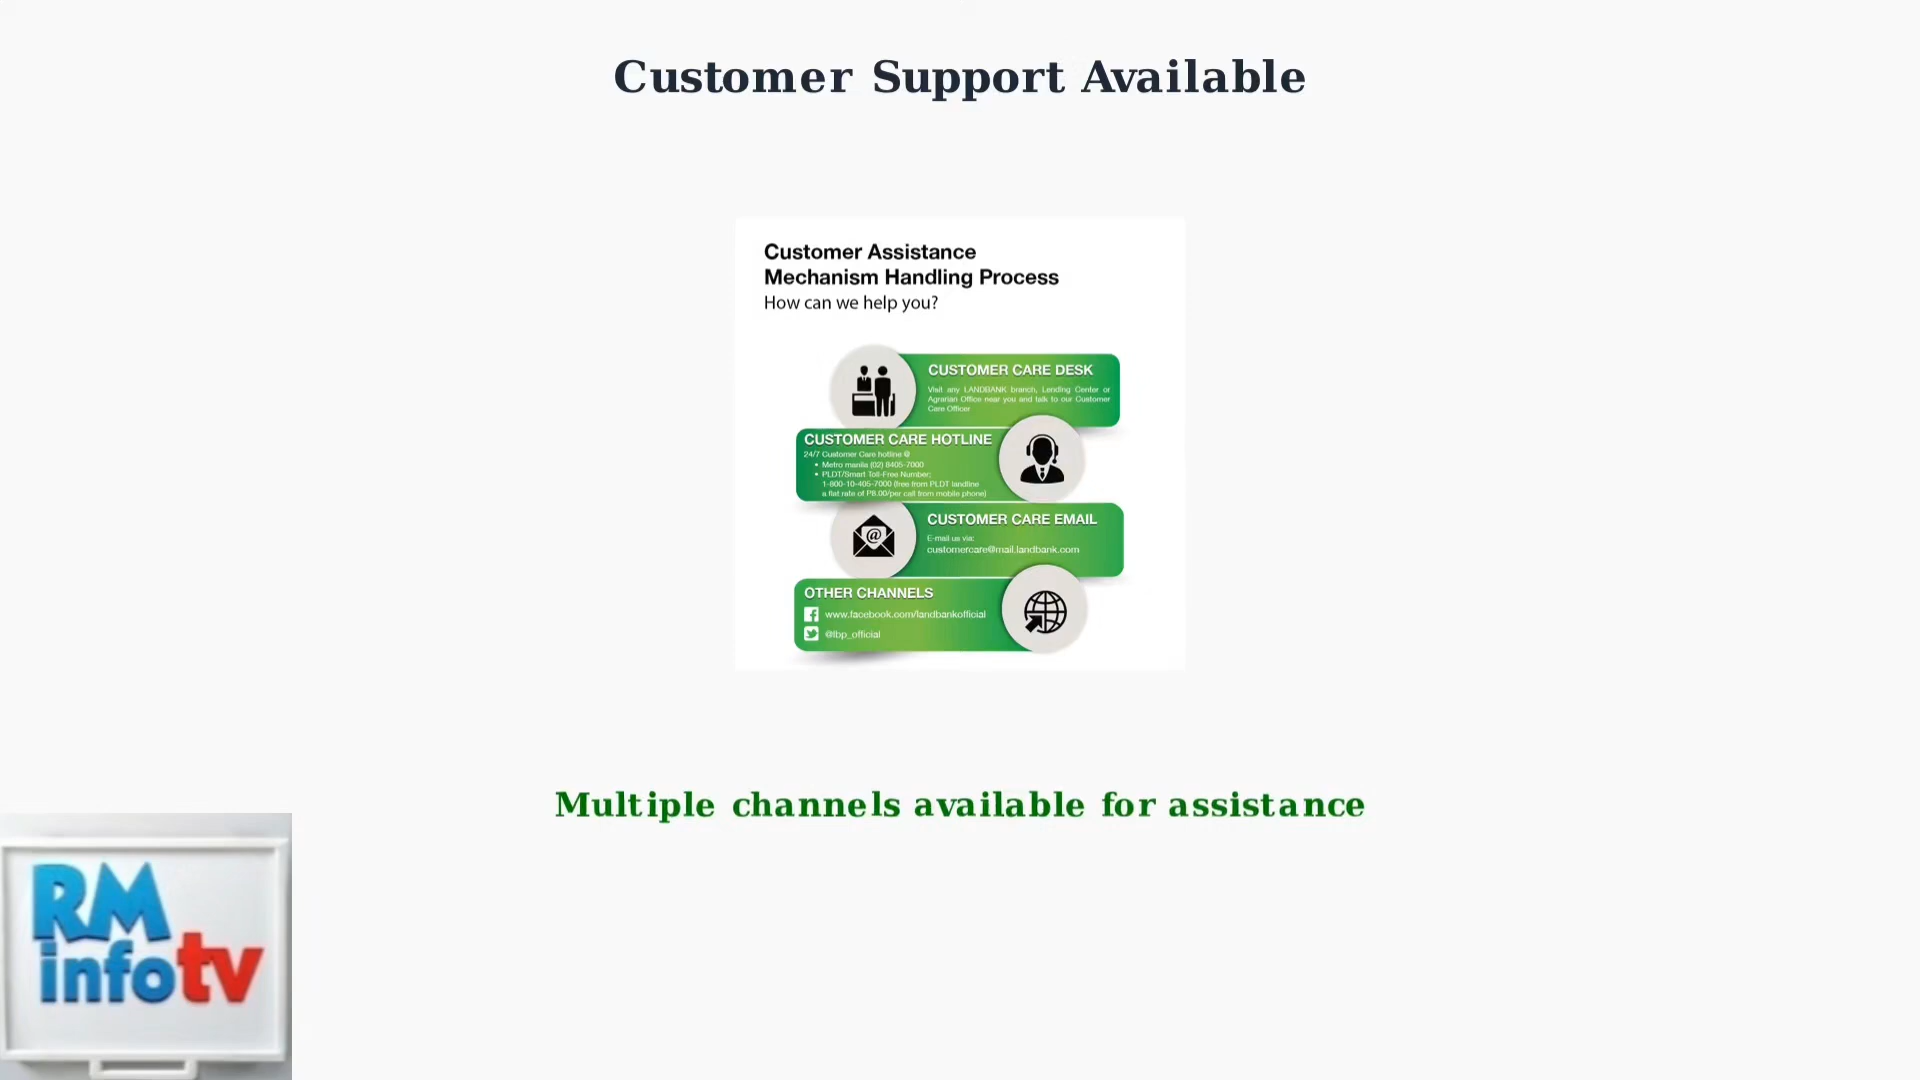 Customer Support Available
Customer Assistance
Mechanism Handling Process
How can we help you?
CUSTOMER CARE DESK
Visit any LANDBANK branch, Lending Center or
Agrarian Office near you and talk to our Customer
Care Officer
CUSTOMER CARE HOTLINE
24/7 Customer Care hotline @
• Metro manila (02) 8405-7000
• PLDT/Smart Toll-Free Number:
1-800-10-405-7000 (free from PLDT landline
a flat rate of P8.00/per call from mobile phone)
@
CUSTOMER CARE EMAIL
E-mail us via:
customercare@mail.landbank.com
OTHER CHANNELS
www.facebook.com/landbankofficial
@lbp_official
Multiple channels available for assistance
RM
infotv